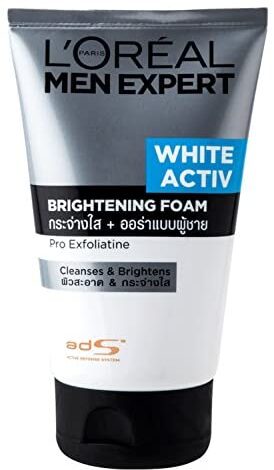 L'ORÉAL
PARIS
MEN EXPERT
WHITE
ACTIV
BRIGHTENING FOAM
กระจ่างใส + ออร่าแบบผู้ชาย
Pro Exfoliatine
Cleanses & Brightens
ผิวสะอาด & กระจ่างใส
adS™
ACTIVE DEFENSE SYSTEM